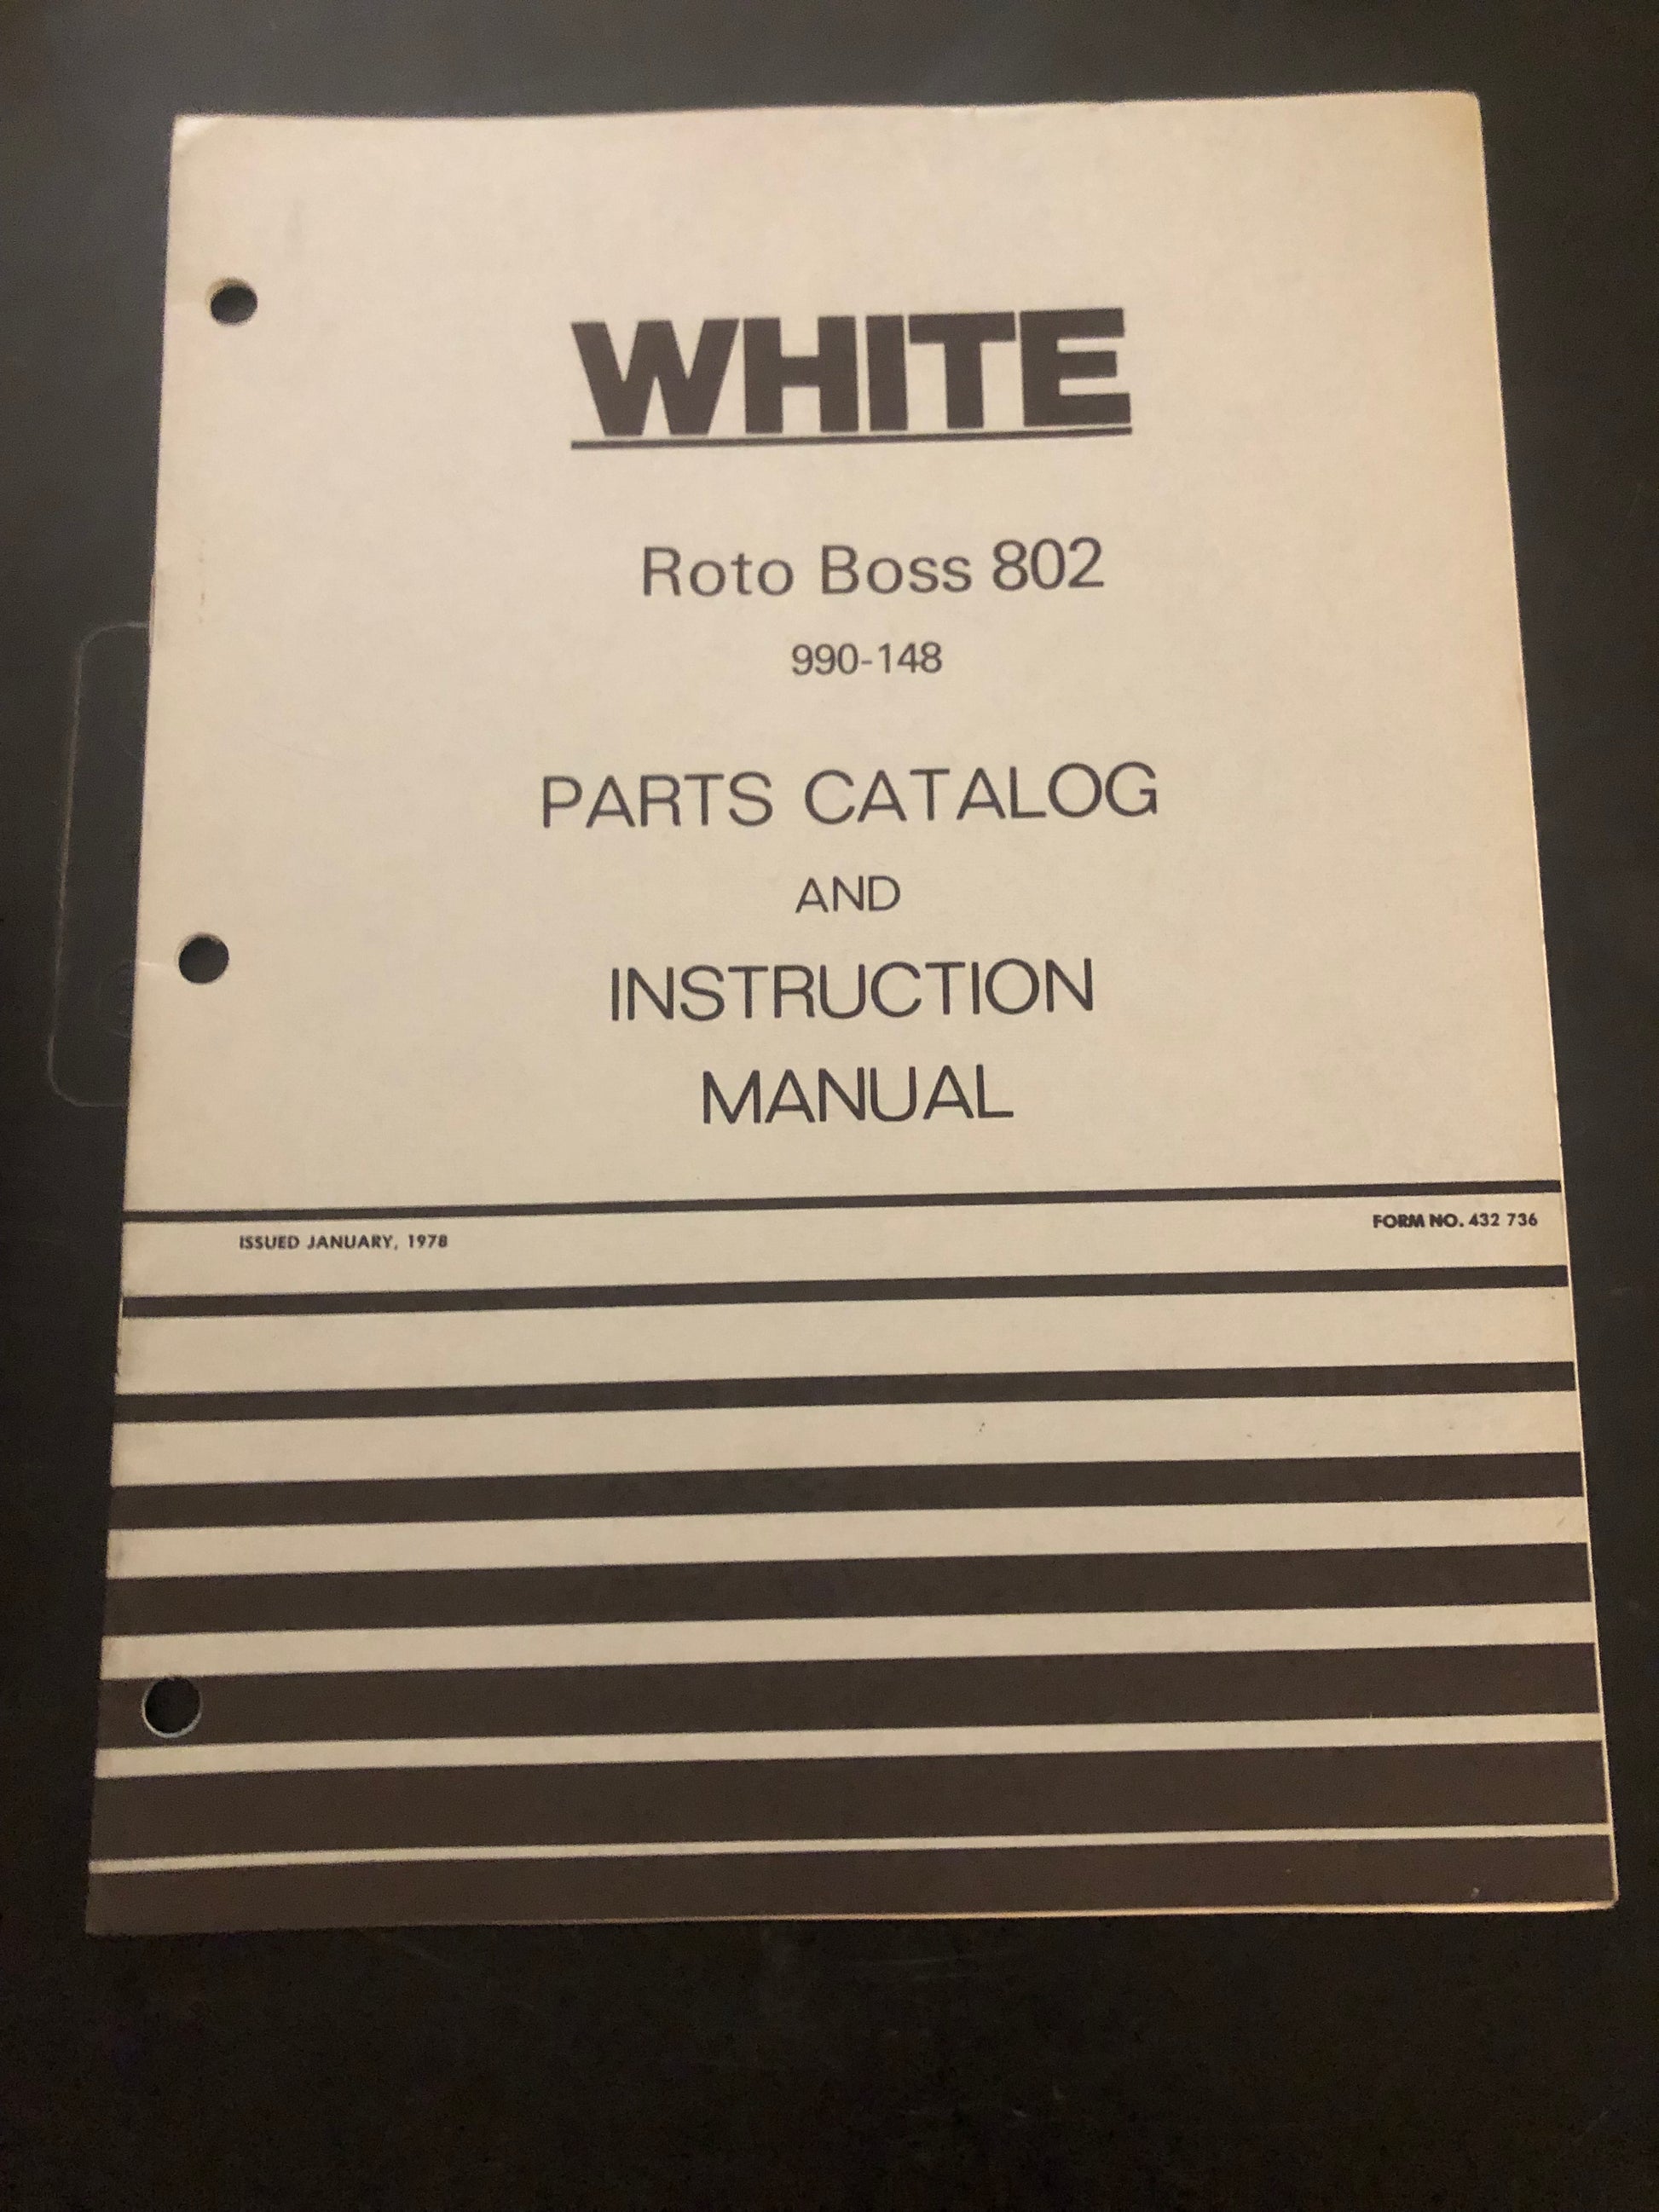 WHITE
Roto Boss 802
990-148
PARTS CATALOG
AND
INSTRUCTION
MANUAL
ISSUED JANUARY, 1978
FORM NO. 432 736